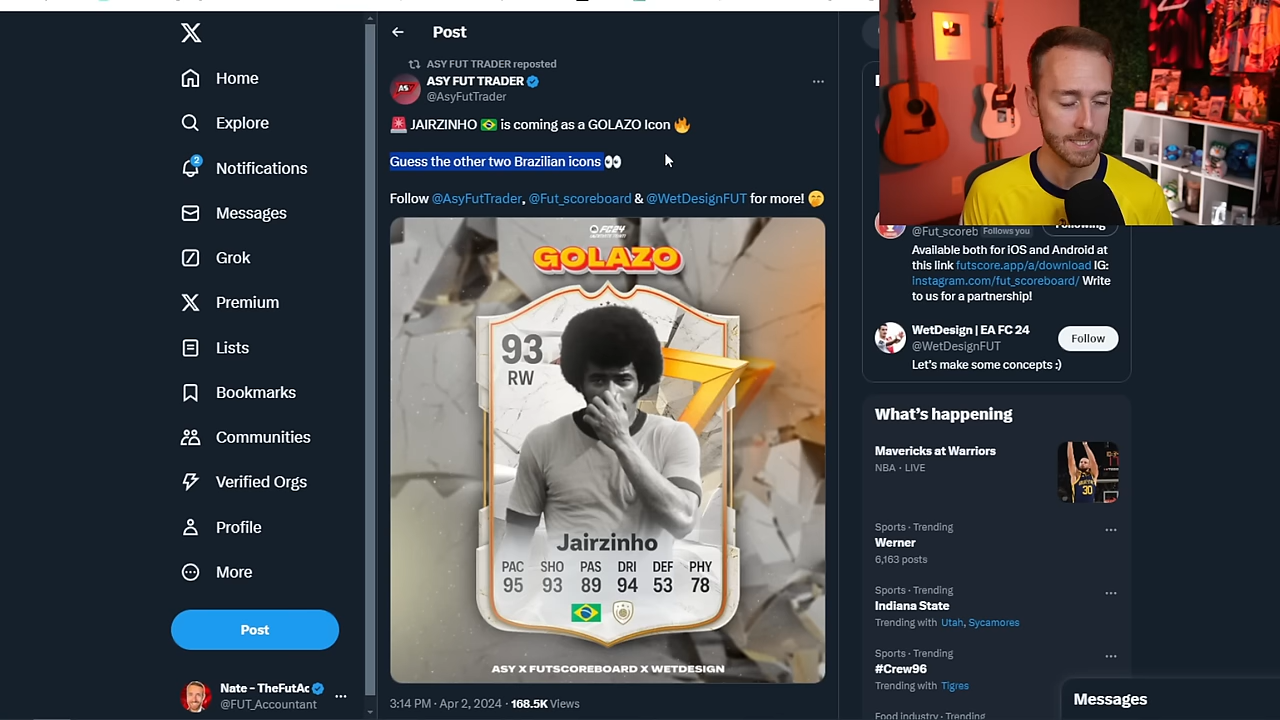 Home
Explore
2
Notifications
Messages
Grok
Premium
Lists
Bookmarks
Communities
Verified Orgs
Profile
More
Post
Nate – TheFutAc
@FUT_Accountant
Post
ASY FUT TRADER reposted
ASY FUT TRADER
@AsyFutTrader
🚨 JAIRZINHO 🇧🇷 is coming as a GOLAZO Icon 🔥
Guess the other two Brazilian icons 👀
Follow @AsyFutTrader, @Fut_scoreboard & @WetDesignFUT for more! 🤭
FC24
GOLAZO
93
RW
Jairzinho
PAC SHO PAS DRI DEF PHY
95 93 89 94 53 78
ASY X FUTSCOREBOARD X WETDESIGN
3:14 PM · Apr 2, 2024 · 168.5K Views
@Fut_scoreb Follows you
Following
Available both for iOS and Android at
this link futscore.app/a/download IG:
instagram.com/fut_scoreboard/ Write
to us for a partnership!
WetDesign | EA FC 24
@WetDesignFUT
Follow
Let's make some concepts :)
What's happening
Mavericks at Warriors
NBA · LIVE
Sports · Trending
Werner
6,163 posts
Sports · Trending
Indiana State
Trending with Utah, Sycamores
Sports · Trending
#Crew96
Trending with Tigres
Food industry · Trending
Messages